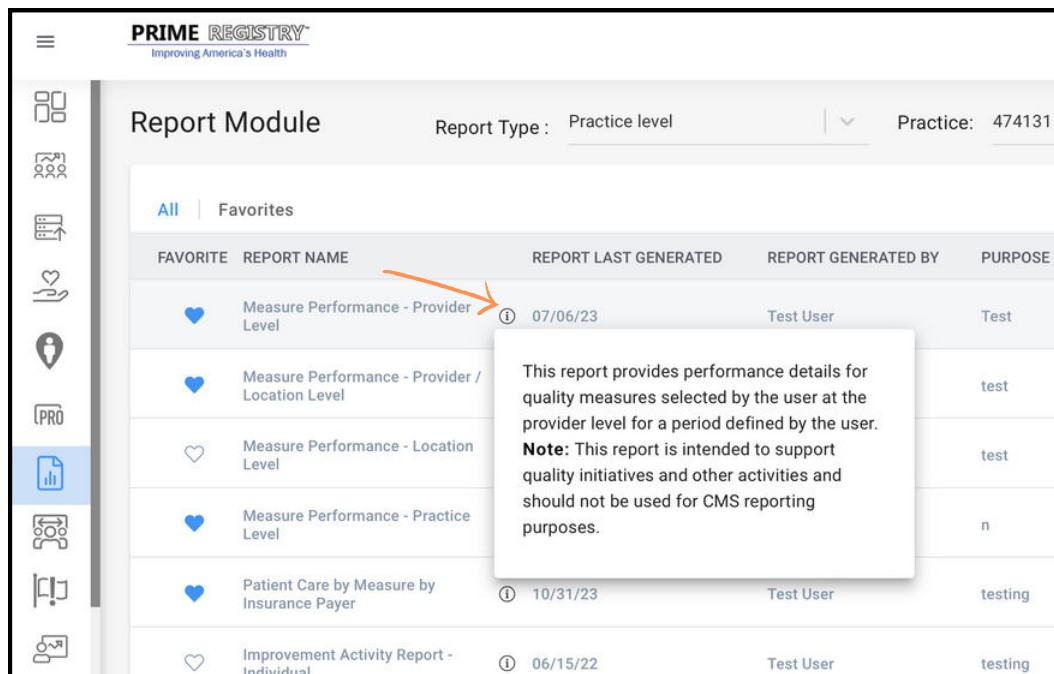 PRIME REGISTRY™
Improving America's Health
Report Module
Report Type : Practice level
Practice: 474131
All Favorites
FAVORITE REPORT NAME REPORT LAST GENERATED REPORT GENERATED BY PURPOSE
Measure Performance - Provider
Level
07/06/23 Test User Test
This report provides performance details for
quality measures selected by the user at the
provider level for a period defined by the user.
Note: This report is intended to support
quality initiatives and other activities and
should not be used for CMS reporting
purposes.
Measure Performance - Provider /
Location Level
test
Measure Performance - Location
Level
test
Measure Performance - Practice
Level
n
Patient Care by Measure by
Insurance Payer
10/31/23 Test User testing
Improvement Activity Report -
Individual
06/15/22 Test User testing
PRO